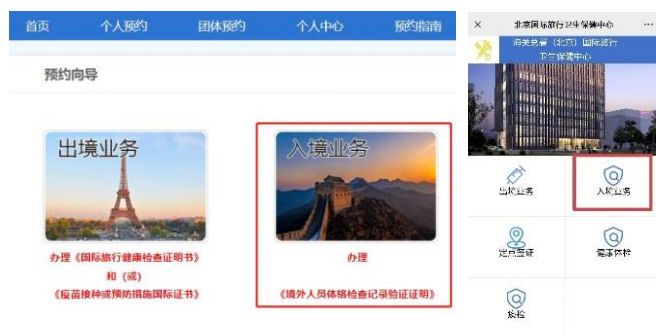 首页 个人预约 团体预约 个人中心 预约指南
预约向导
出境业务
办理《国际旅行健康检查证明书》
和（或）
《疫苗接种或预防措施国际证书》
入境业务
办理
《境外人员体格检查记录验证证明》
× 北京国际旅行卫生保健中心 ···
海关总署（北京）国际旅行
卫生保健中心
出境业务 入境业务
定点签证 健康体检